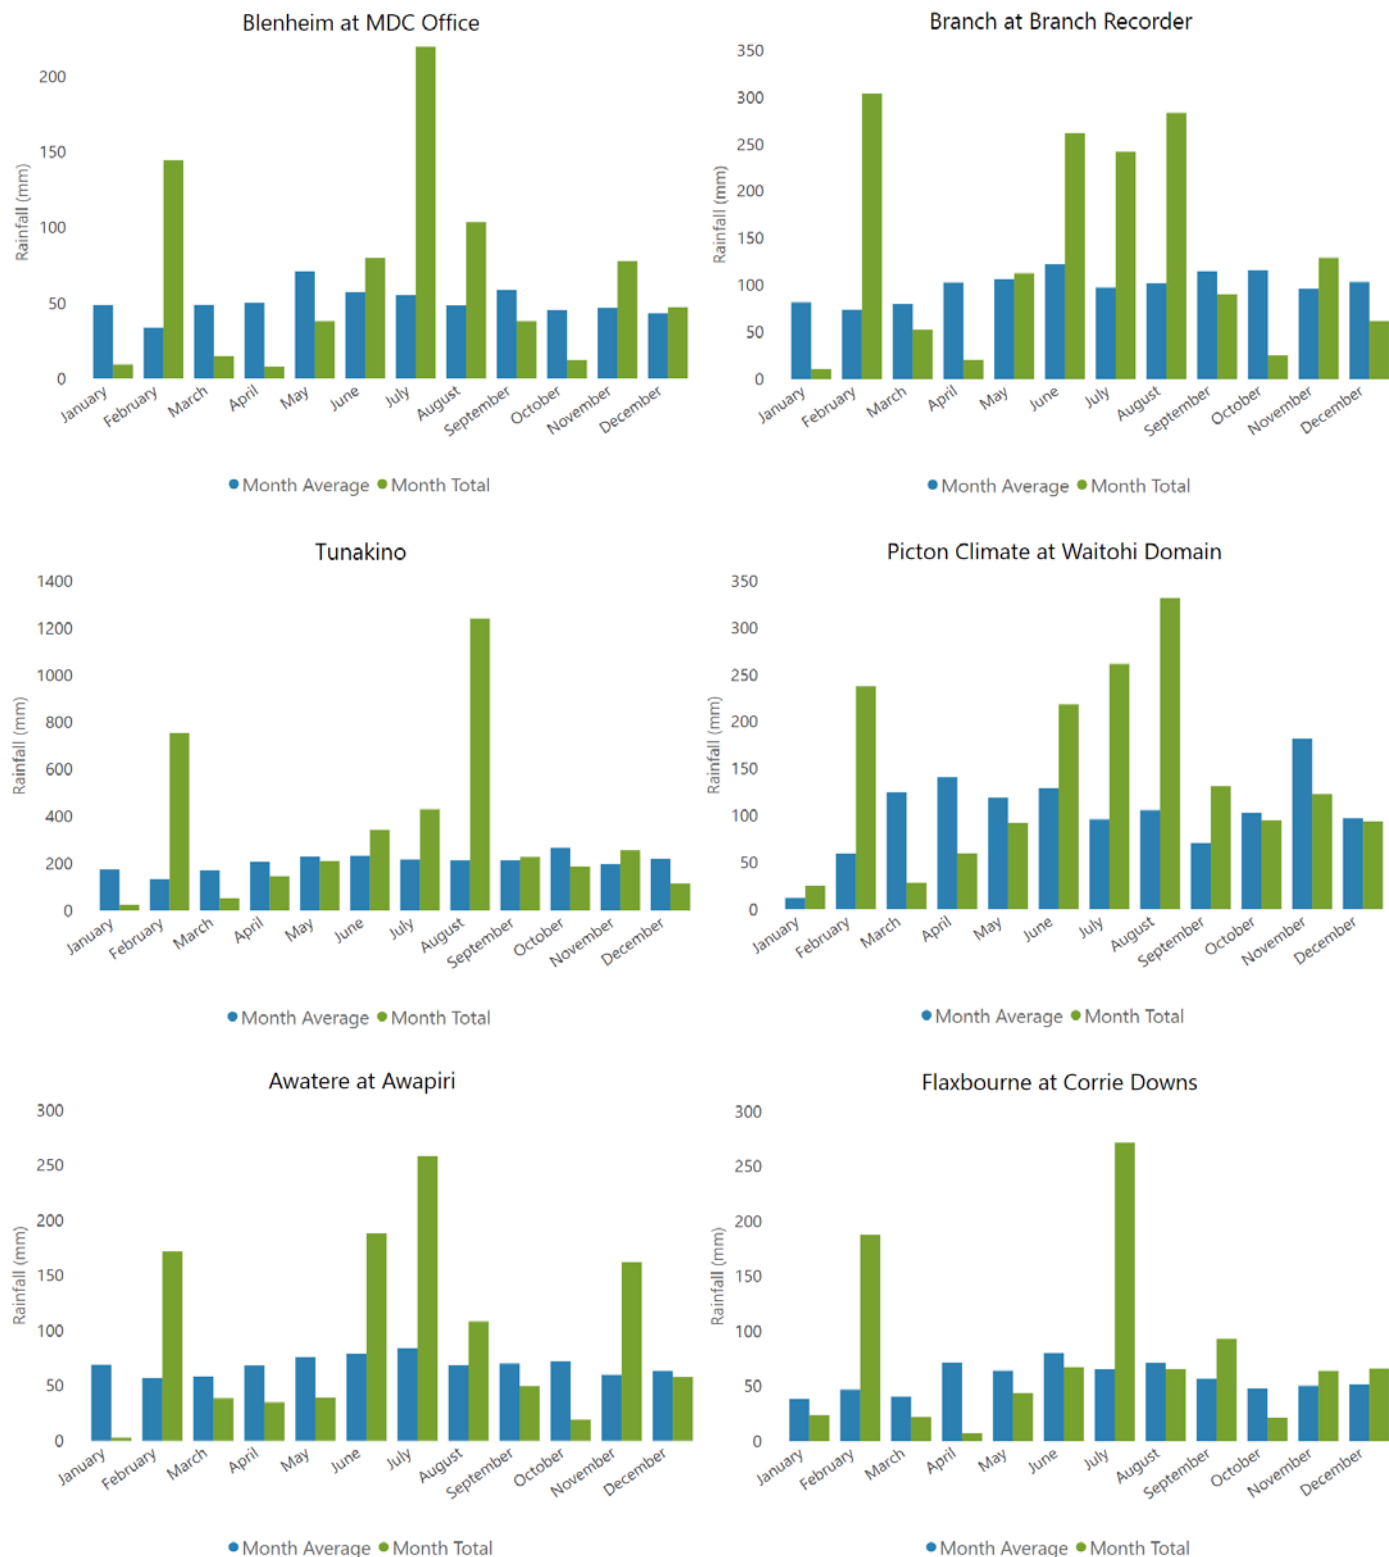 Blenheim at MDC Office
200
150
100
50
0
Rainfall (mm)
January
February
March
April
May
June
July
August
September
October
November
December
Month Average
Month Total
Branch at Branch Recorder
350
300
250
200
150
100
50
0
Rainfall (mm)
January
February
March
April
May
June
July
August
September
October
November
December
Month Average
Month Total
Tunakino
1400
1200
1000
800
600
400
200
0
Rainfall (mm)
January
February
March
April
May
June
July
August
September
October
November
December
Month Average
Month Total
Picton Climate at Waitohi Domain
350
300
250
200
150
100
50
0
Rainfall (mm)
January
February
March
April
May
June
July
August
September
October
November
December
Month Average
Month Total
Awatere at Awapiri
300
250
200
150
100
50
0
Rainfall (mm)
January
February
March
April
May
June
July
August
September
October
November
December
Month Average
Month Total
Flaxbourne at Corrie Downs
300
250
200
150
100
50
0
Rainfall (mm)
January
February
March
April
May
June
July
August
September
October
November
December
Month Average
Month Total